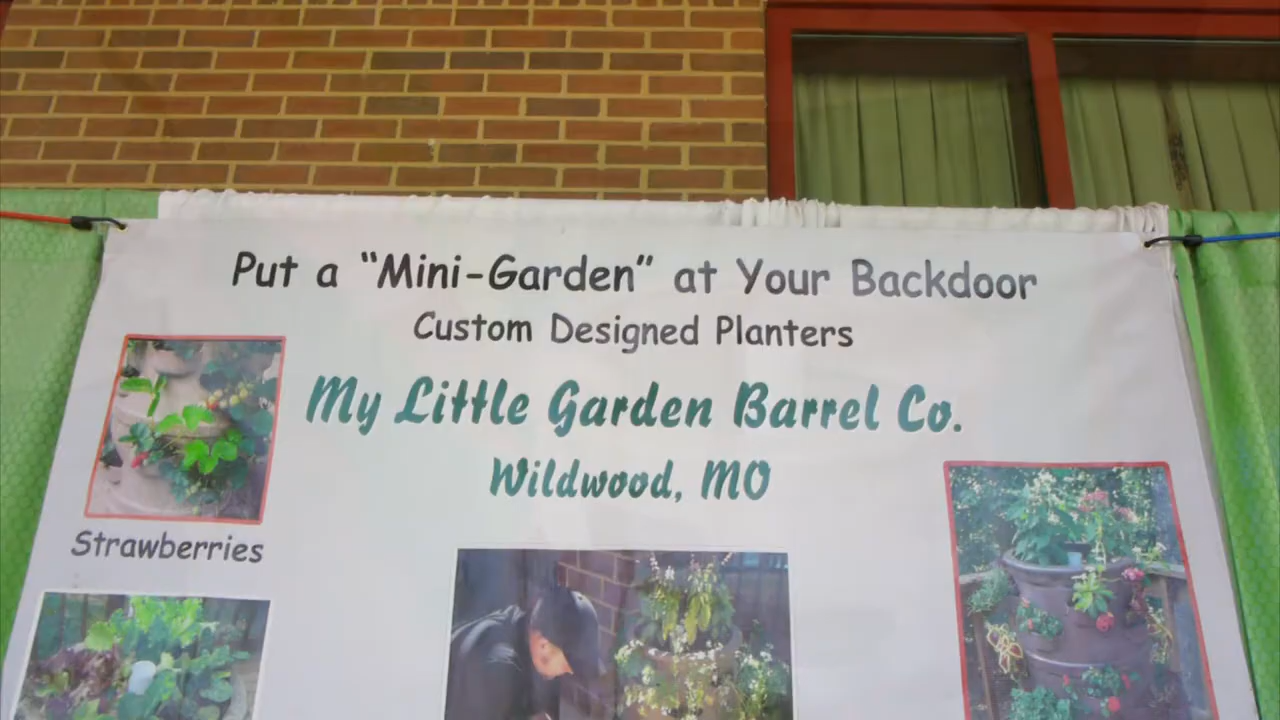 Put a “Mini-Garden” at Your Backdoor
Custom Designed Planters
My Little Garden Barrel Co.
Wildwood, MO
Strawberries